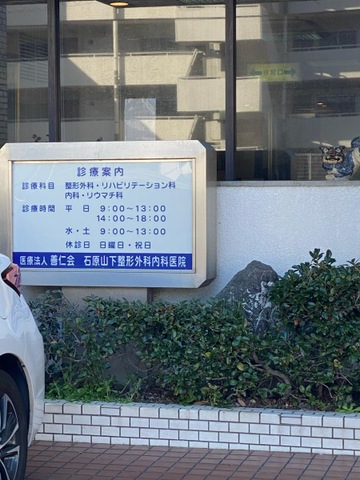 診療案内
診療科目 整形外科・リハビリテーション科
内科・リウマチ科
診療時間 平 日 9:00〜13:00
14:00〜18:00
水・土 9:00〜13:00
休診日 日曜日・祝日
医療法人 善仁会 石原山下整形外科内科医院